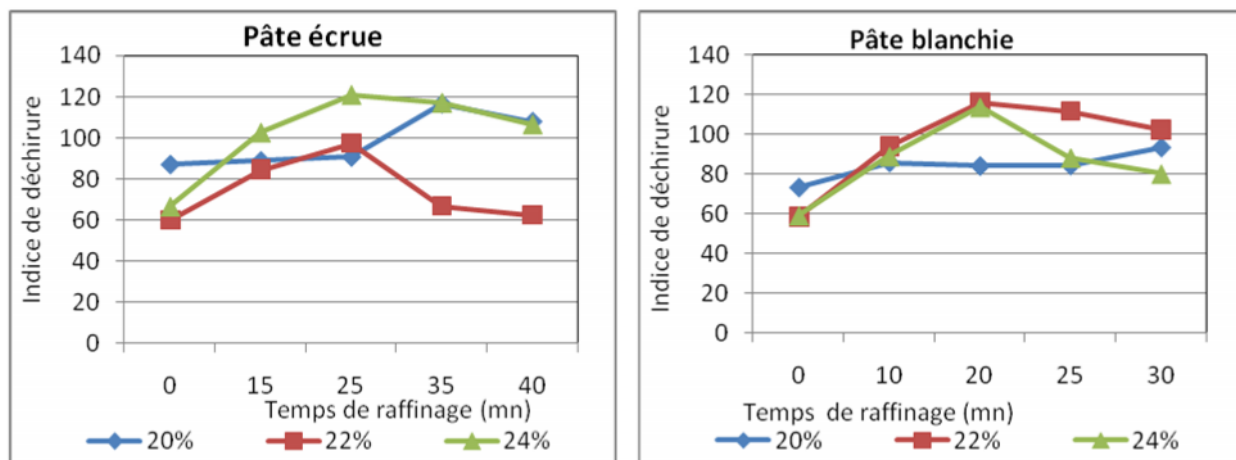 Pâte écrue
Indice de déchirure
140
120
100
80
60
40
20
0
0 15 25 35 40
Temps de raffinage (mn)
20% 22% 24%
Pâte blanchie
Indice de déchirure
140
120
100
80
60
40
20
0
0 10 20 25 30
Temps de raffinage (mn)
20% 22% 24%